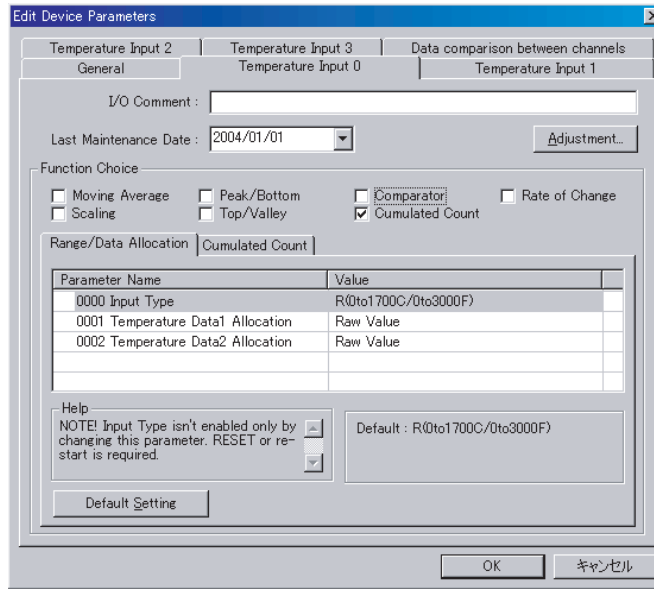 Edit Device Parameters
Temperature Input 2 Temperature Input 3 Data comparison between channels
General Temperature Input 0 Temperature Input 1
I/O Comment :
Last Maintenance Date : 2004/01/01 Adjustment...
Function Choice
Moving Average Peak/Bottom Comparator Rate of Change
Scaling Top/Valley Cumulated Count
Range/Data Allocation Cumulated Count
Parameter Name Value
0000 Input Type R(0to1700C/0to3000F)
0001 Temperature Data1 Allocation Raw Value
0002 Temperature Data2 Allocation Raw Value
Help
NOTE! Input Type isn't enabled only by
changing this parameter. RESET or re-
start is required.
Default : R(0to1700C/0to3000F)
Default Setting
OK キャンセル